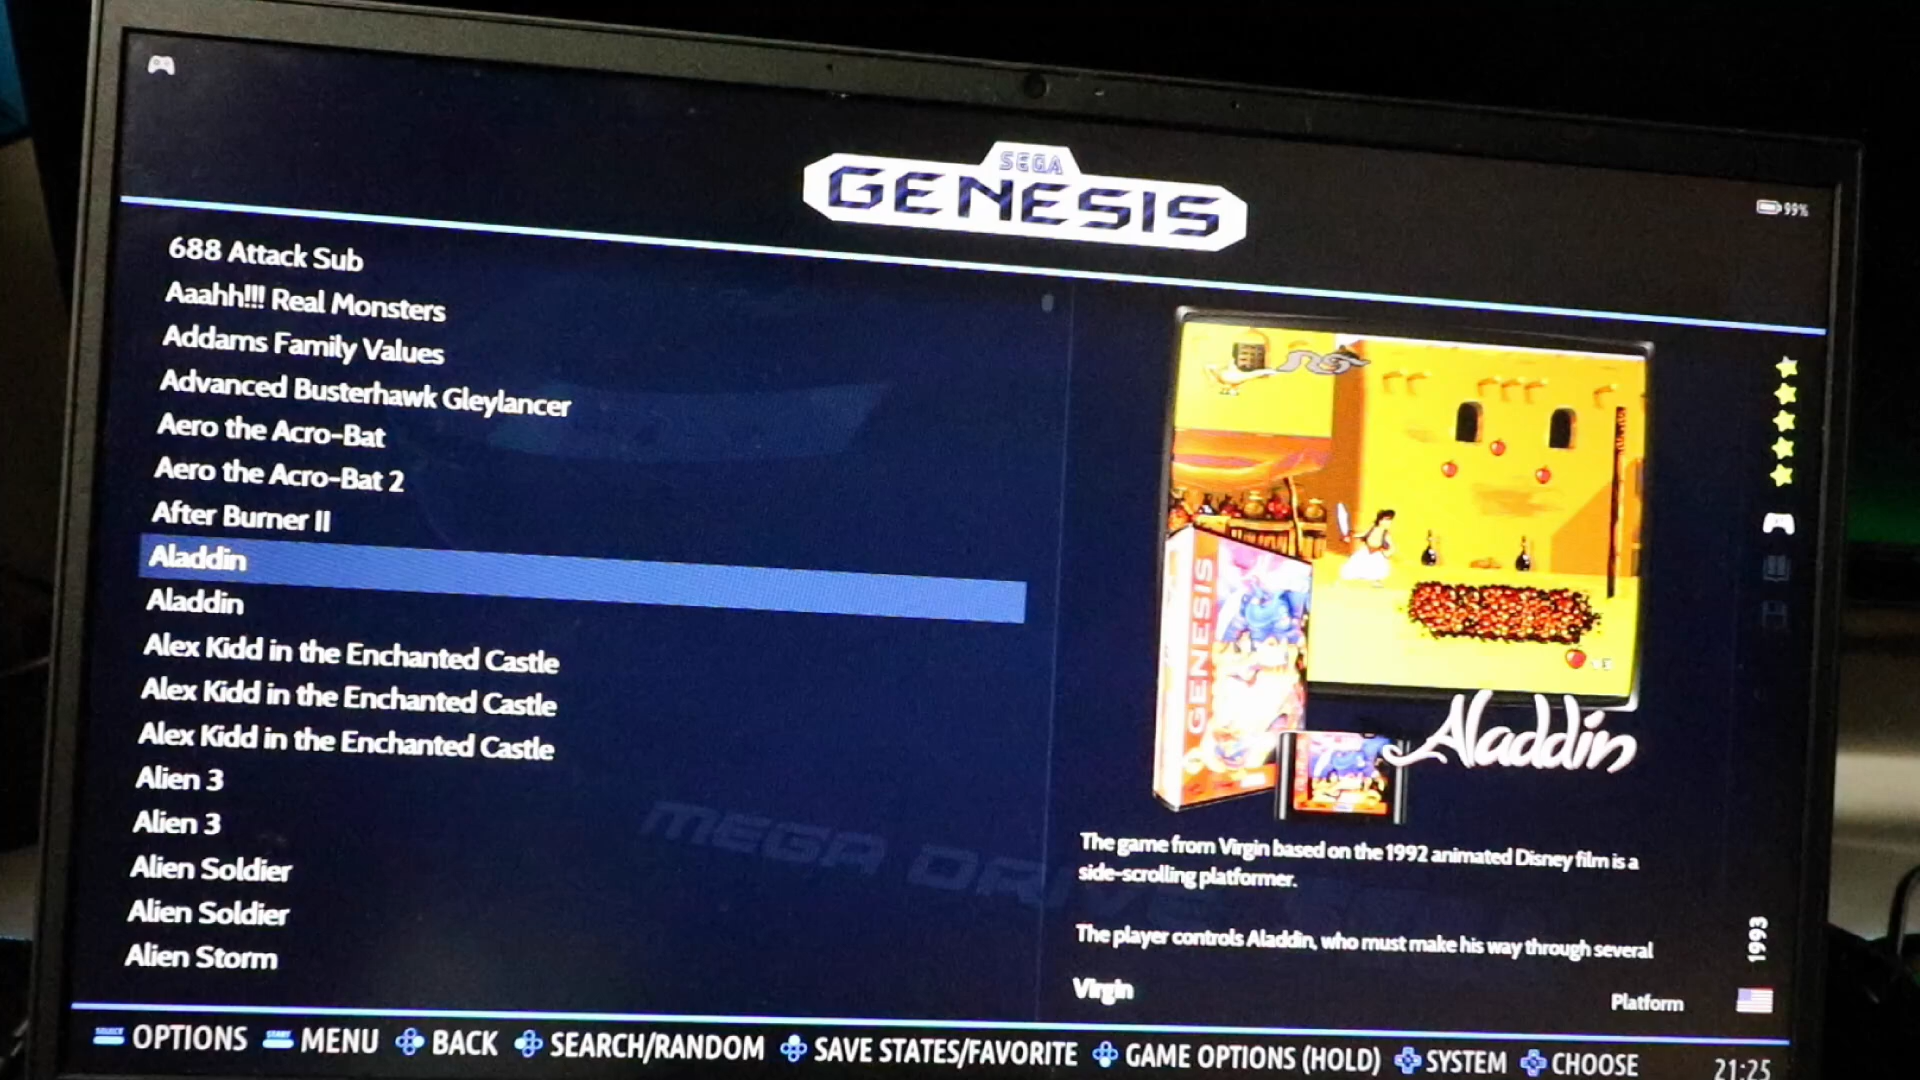 SEGA
GENESIS
99%
688 Attack Sub
Aaahh!!! Real Monsters
Addams Family Values
Advanced Busterhawk Gleylancer
Aero the Acro-Bat
Aero the Acro-Bat 2
After Burner II
Aladdin
Aladdin
Alex Kidd in the Enchanted Castle
Alex Kidd in the Enchanted Castle
Alex Kidd in the Enchanted Castle
Alien 3
Alien 3
Alien Soldier
Alien Soldier
Alien Storm
MEGA DRIVE
GENESIS
Aladdin
The game from Virgin based on the 1992 animated Disney film is a
side-scrolling platformer.
The player controls Aladdin, who must make his way through several
1993
Virgin
Platform
SELECT OPTIONS START MENU BACK SEARCH/RANDOM SAVE STATES/FAVORITE GAME OPTIONS (HOLD) SYSTEM CHOOSE
21:25